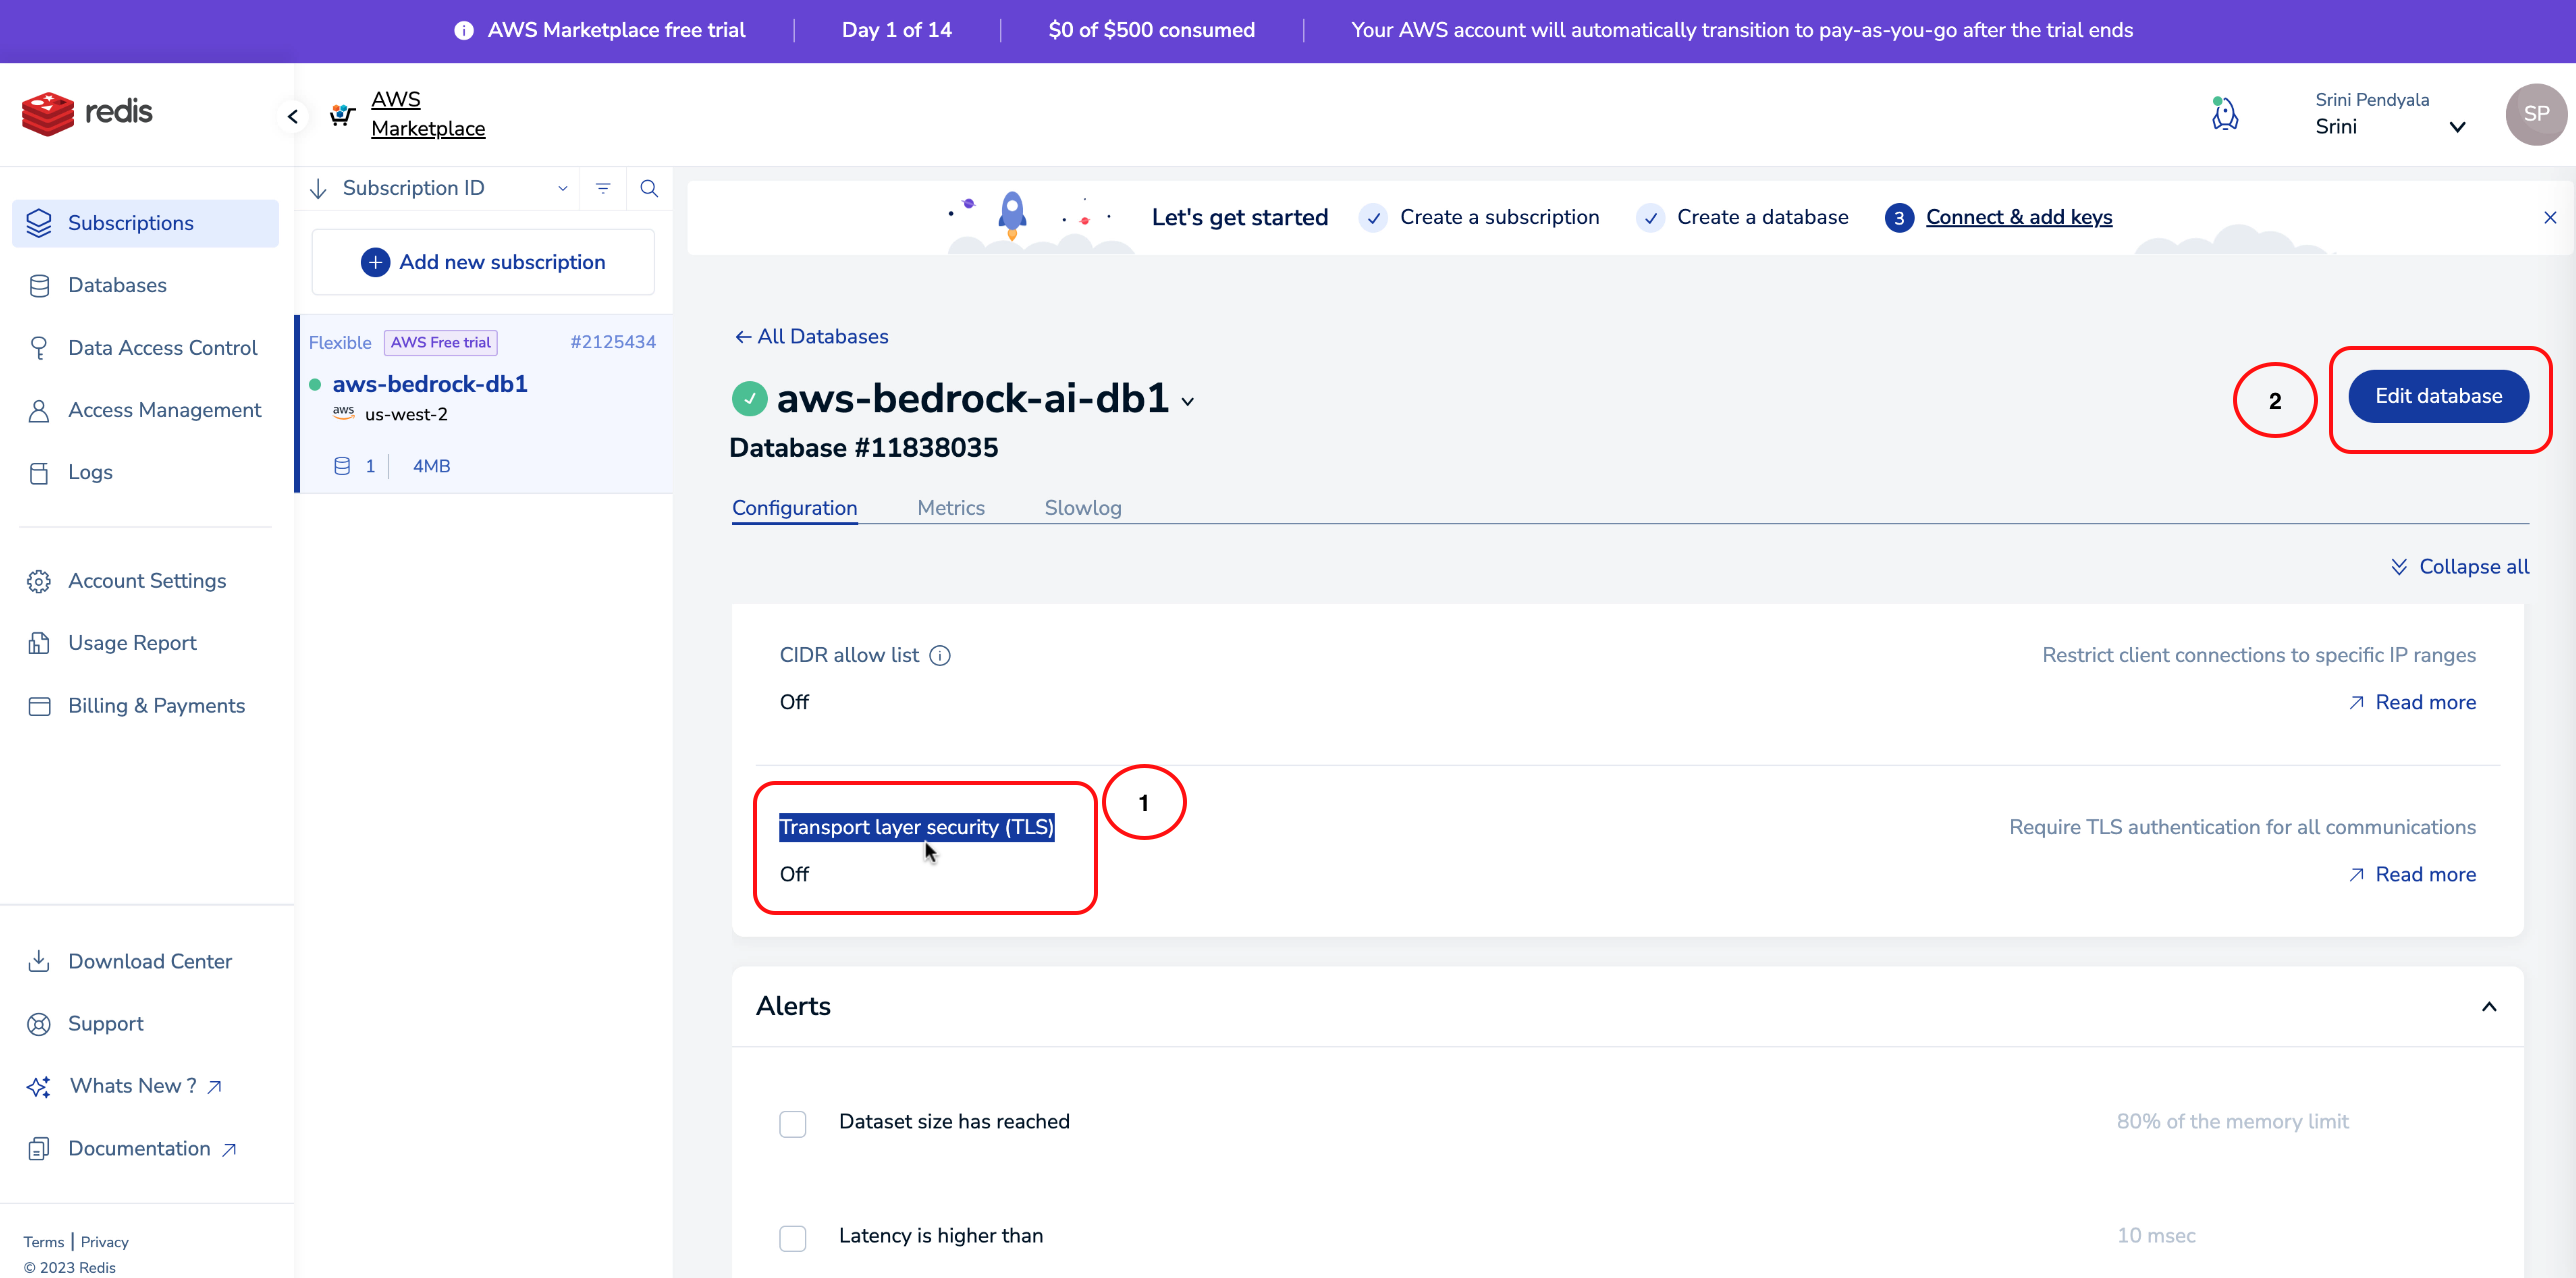 AWS Marketplace free trial
Day 1 of 14
$0 of $500 consumed
Your AWS account will automatically transition to pay-as-you-go after the trial ends
redis
AWS
Marketplace
Srini Pendyala
Srini
SP
Subscriptions
Databases
Data Access Control
Access Management
Logs
Account Settings
Usage Report
Billing & Payments
Download Center
Support
Whats New ?
Documentation
Terms | Privacy
© 2023 Redis
Subscription ID
Add new subscription
Flexible AWS Free trial #2125434
aws-bedrock-db1
aws us-west-2
1 | 4MB
Let's get started
Create a subscription
Create a database
3 Connect & add keys
All Databases
aws-bedrock-ai-db1
Database #11838035
2
Edit database
Configuration
Metrics
Slowlog
Collapse all
CIDR allow list
Restrict client connections to specific IP ranges
Off
Read more
1
Transport layer security (TLS)
Require TLS authentication for all communications
Off
Read more
Alerts
Dataset size has reached
80% of the memory limit
Latency is higher than
10 msec